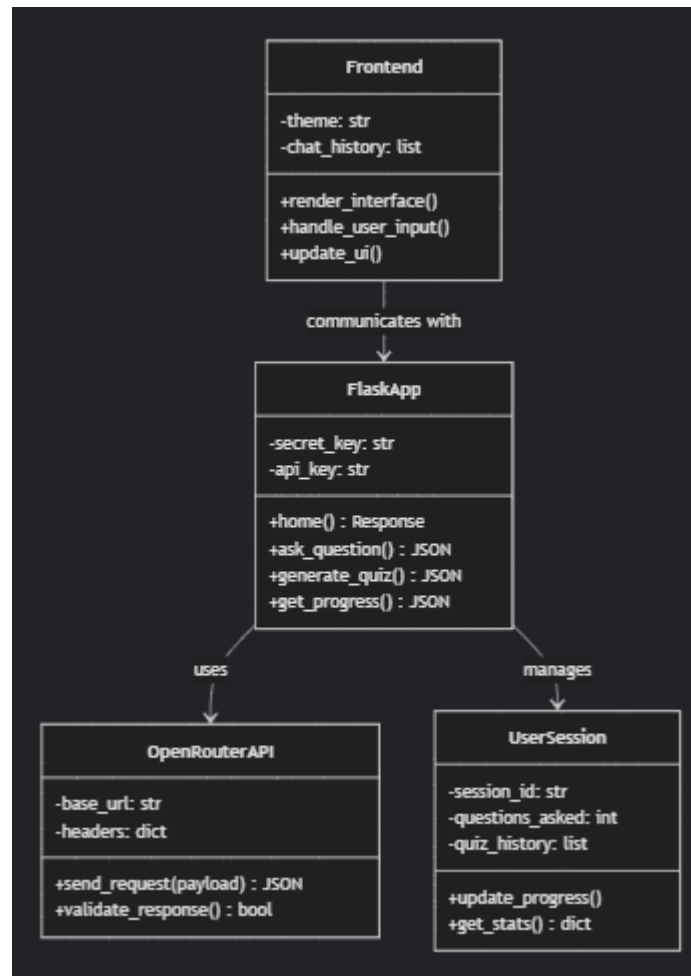 Frontend
-theme: str
-chat_history: list
+render_interface()
+handle_user_input()
+update_ui()
communicates with
FlaskApp
-secret_key: str
-api_key: str
+home() : Response
+ask_question() : JSON
+generate_quiz() : JSON
+get_progress() : JSON
uses
manages
OpenRouterAPI
-base_url: str
-headers: dict
+send_request(payload) : JSON
+validate_response() : bool
UserSession
-session_id: str
-questions_asked: int
-quiz_history: list
+update_progress()
+get_stats() : dict